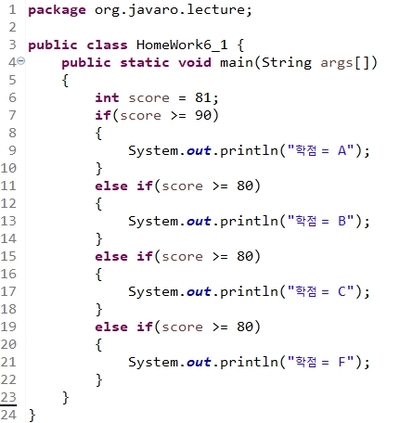 1 package org.javaro.lecture;
2
3 public class HomeWork6_1 {
4 public static void main(String args[])
5 {
6 int score = 81;
7 if(score >= 90)
8 {
9 System.out.println("학점 = A");
10 }
11 else if(score >= 80)
12 {
13 System.out.println("학점 = B");
14 }
15 else if(score >= 80)
16 {
17 System.out.println("학점 = C");
18 }
19 else if(score >= 80)
20 {
21 System.out.println("학점 = F");
22 }
23 }
24 }